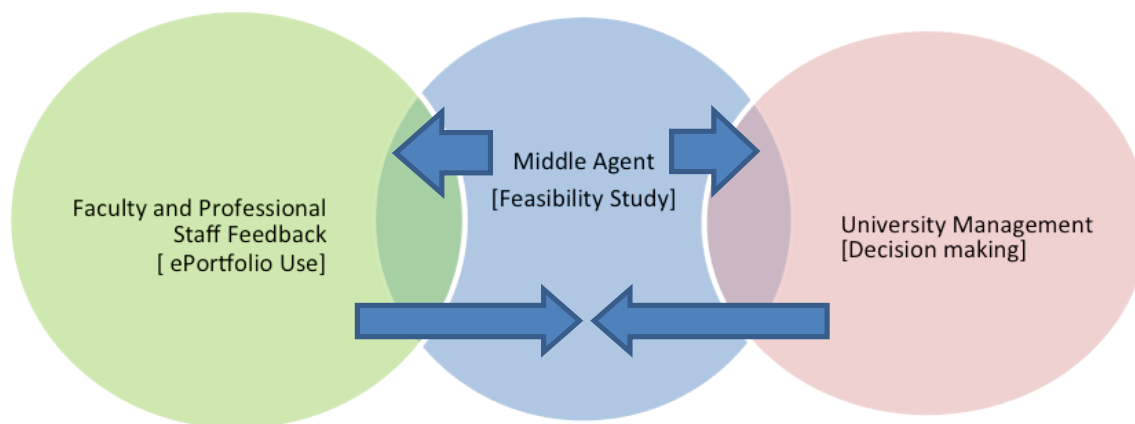 Faculty and Professional
Staff Feedback
[ ePortfolio Use]
Middle Agent
[Feasibility Study]
University Management
[Decision making]